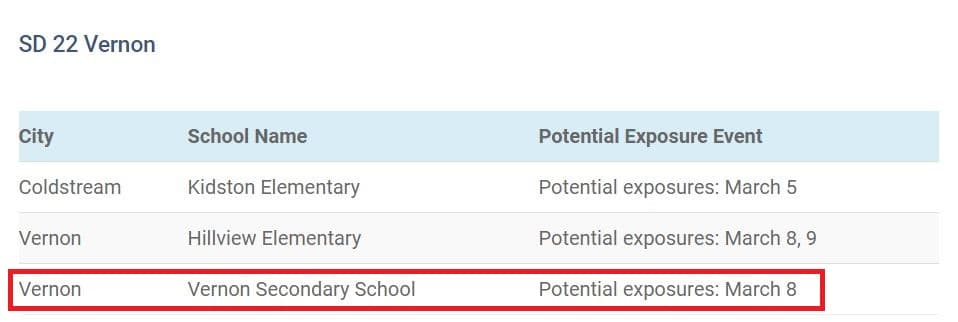 SD 22 Vernon
City School Name Potential Exposure Event
Coldstream Kidston Elementary Potential exposures: March 5
Vernon Hillview Elementary Potential exposures: March 8, 9
Vernon Vernon Secondary School Potential exposures: March 8